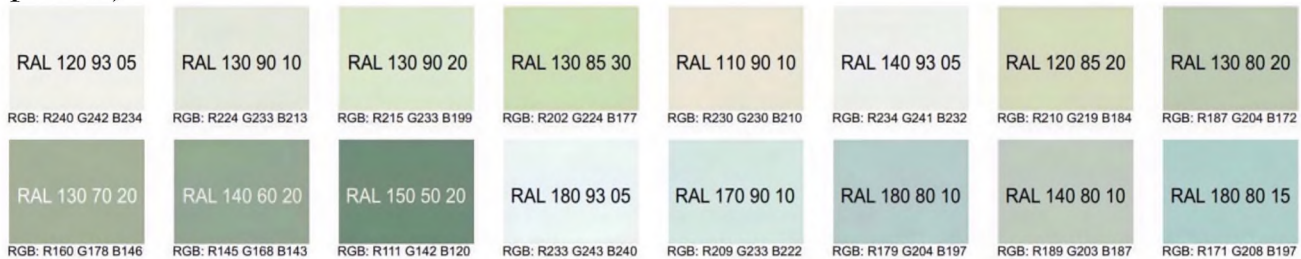 RAL 120 93 05 RAL 130 90 10 RAL 130 90 20 RAL 130 85 30 RAL 110 90 10 RAL 140 93 05 RAL 120 85 20 RAL 130 80 20
RGB: R240 G242 B234 RGB: R224 G233 B213 RGB: R215 G233 B199 RGB: R202 G224 B177 RGB: R230 G230 B210 RGB: R234 G241 B232 RGB: R210 G219 B184 RGB: R187 G204 B172
RAL 130 70 20 RAL 140 60 20 RAL 150 50 20 RAL 180 93 05 RAL 170 90 10 RAL 180 80 10 RAL 140 80 10 RAL 180 80 15
RGB: R160 G178 B146 RGB: R145 G168 B143 RGB: R111 G142 B120 RGB: R233 G243 B240 RGB: R209 G233 B222 RGB: R179 G204 B197 RGB: R189 G203 B187 RGB: R171 G208 B197